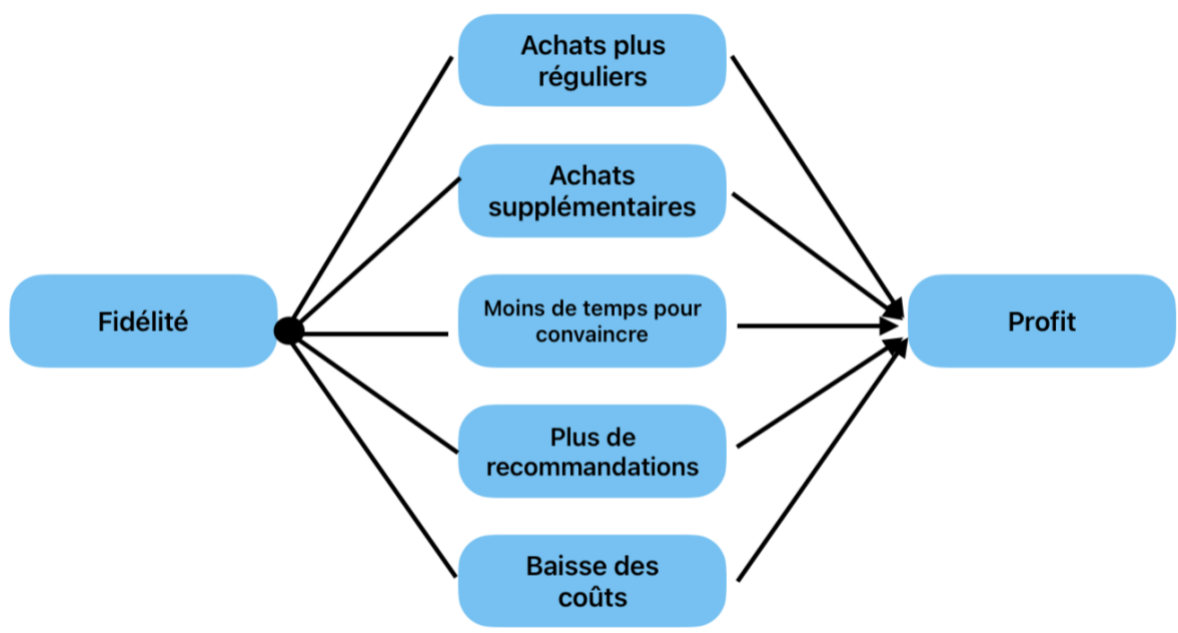 Achats plus
réguliers
Achats
supplémentaires
Fidélité
Moins de temps pour
convaincre
Profit
Plus de
recommandations
Baisse des
coûts